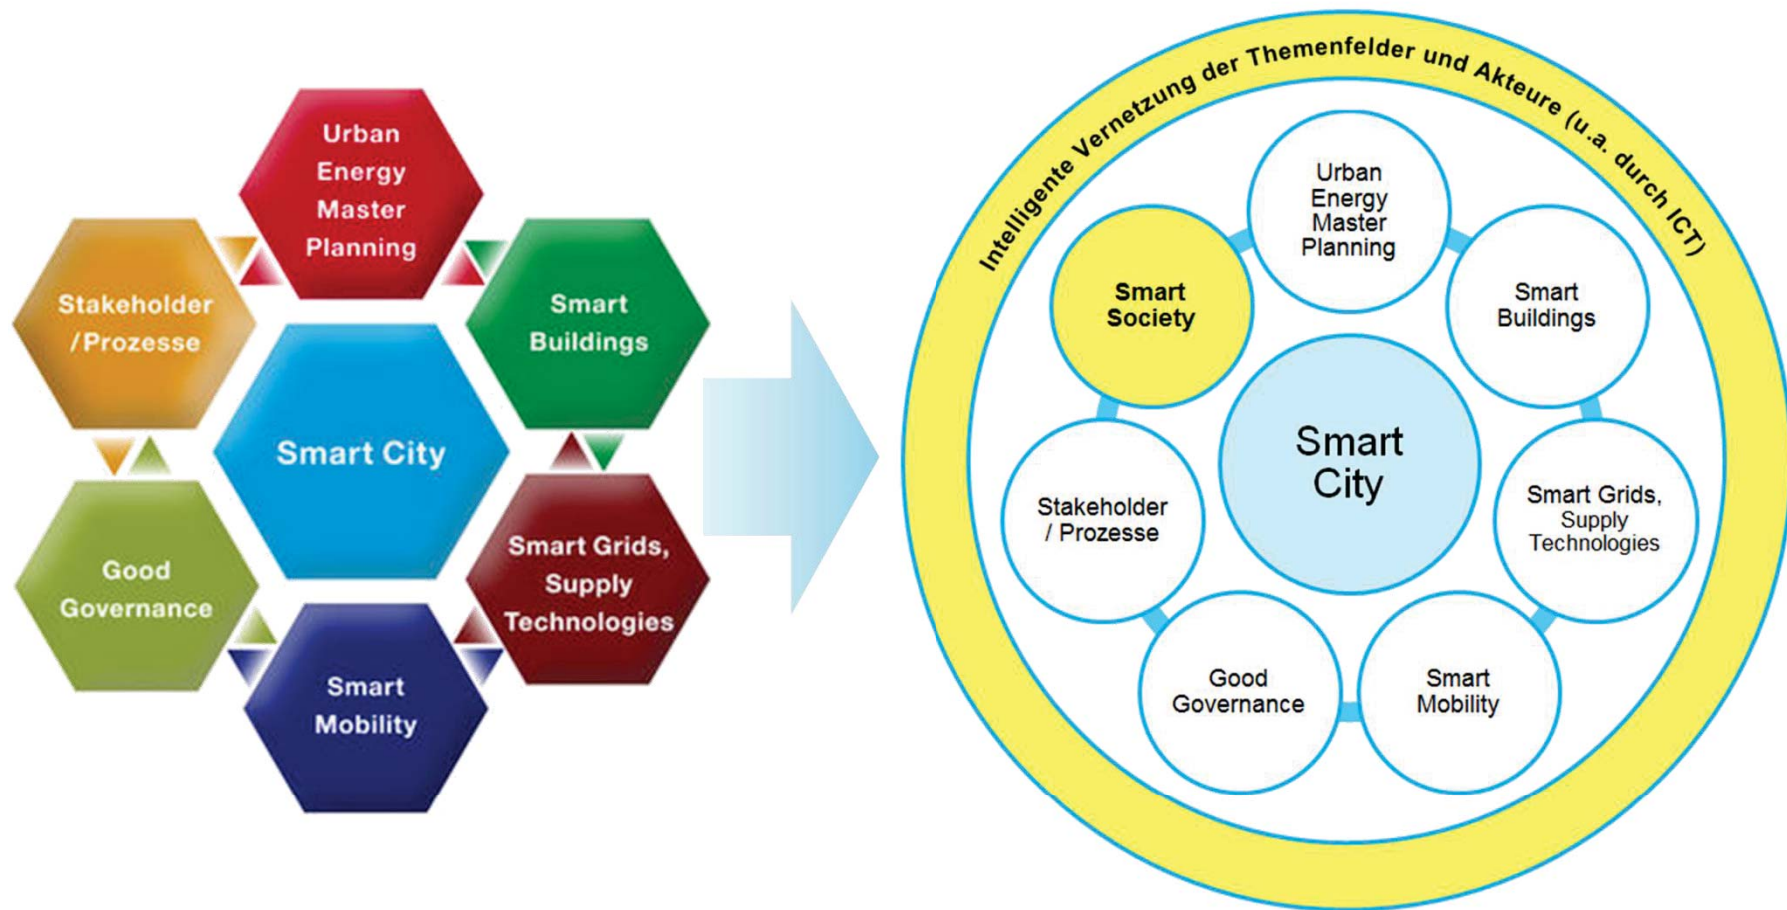 Urban
Energy
Master
Planning
Stakeholder
/Prozesse
Smart
Buildings
Smart City
Good
Governance
Smart Grids,
Supply
Technologies
Smart
Mobility
Intelligente Vernetzung der Themenfelder und Akteure (u.a. durch ICT)
Urban
Energy
Master
Planning
Smart
Society
Smart
Buildings
Smart
City
Stakeholder
/ Prozesse
Smart Grids,
Supply
Technologies
Good
Governance
Smart
Mobility